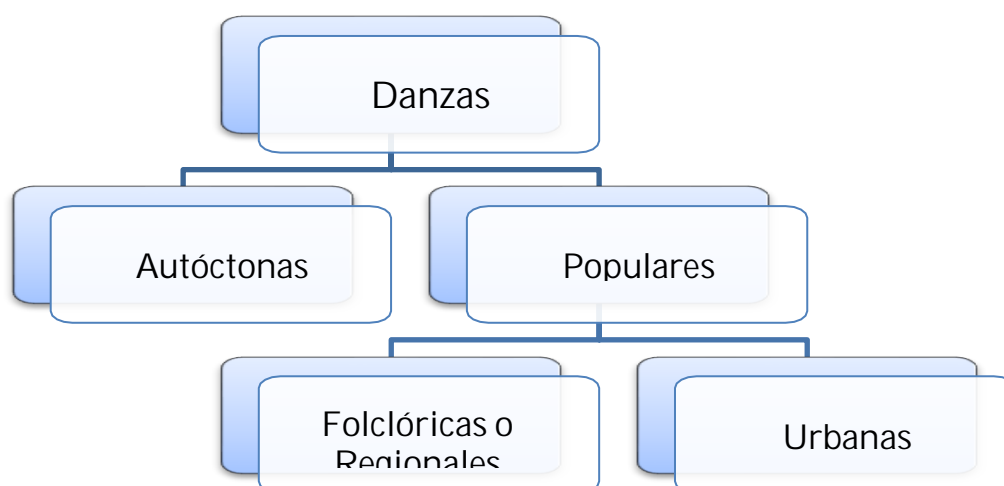 Danzas
Autóctonas
Populares
Folclóricas o
Regionales
Urbanas